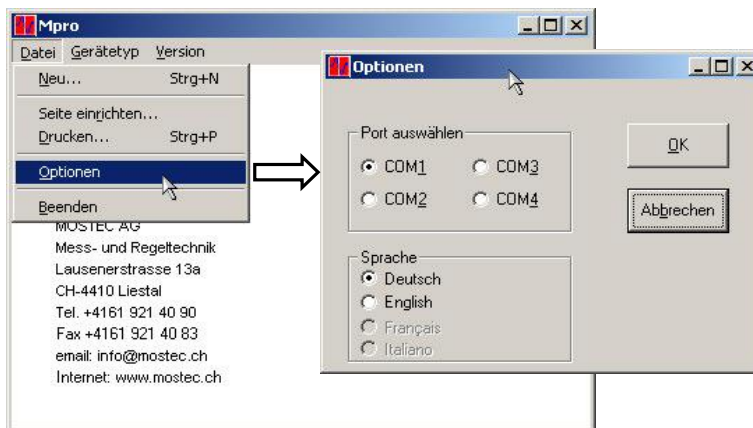 Mpro
Datei Gerätetyp Version
Neu... Strg+N
Seite einrichten...
Drucken... Strg+P
Optionen
Beenden
MOSTEC AG
Mess- und Regeltechnik
Lausenerstrasse 13a
CH-4410 Liestal
Tel. +4161 921 40 90
Fax +4161 921 40 83
email: info@mostec.ch
Internet: www.mostec.ch
Optionen
Port auswählen
COM1 COM3
COM2 COM4
OK
Abbrechen
Sprache
Deutsch
English
Français
Italiano